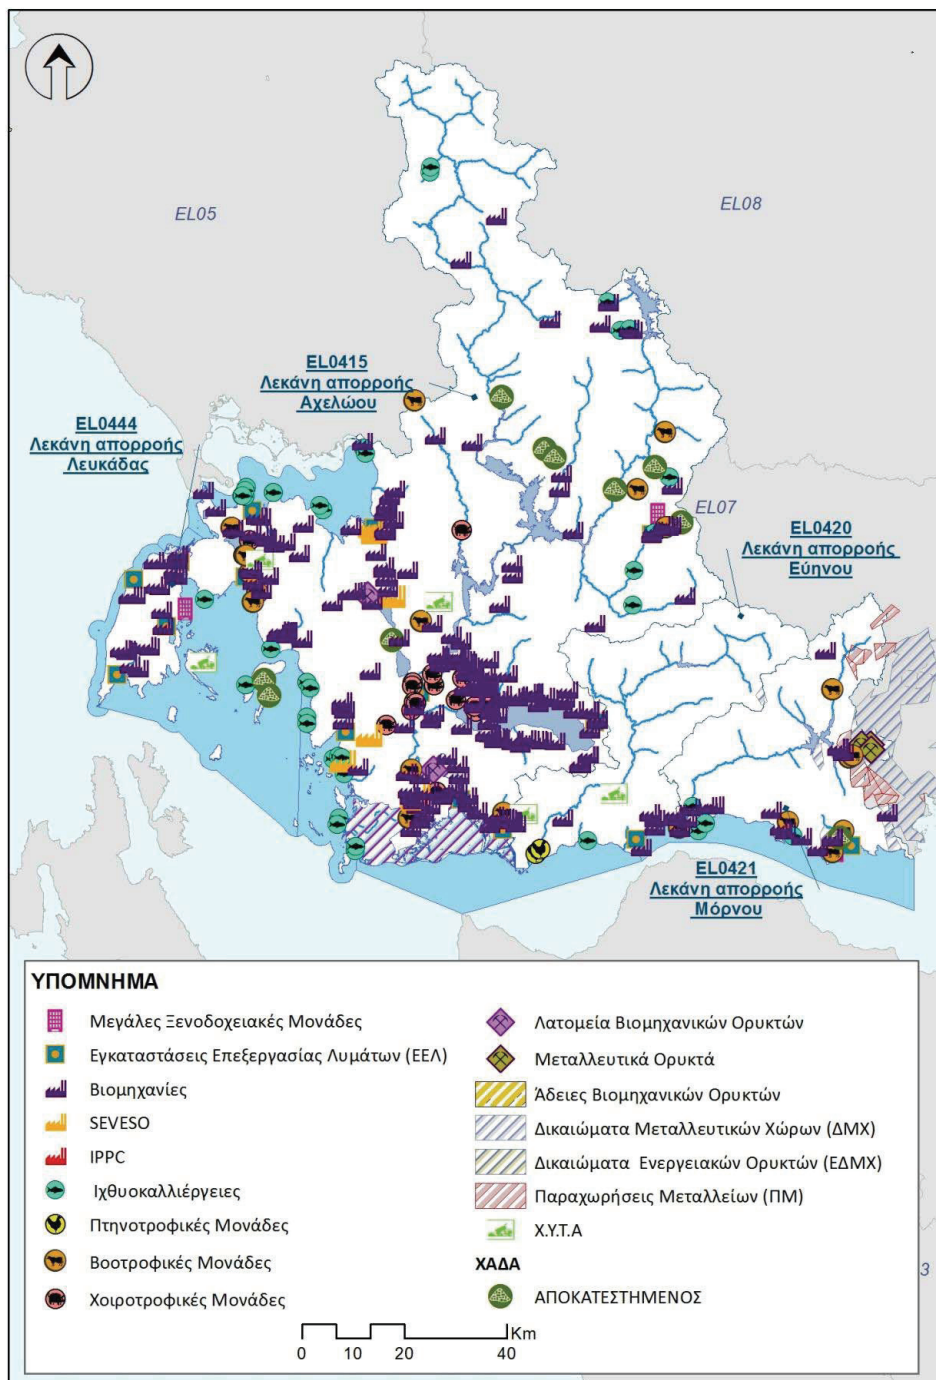 EL05
EL08
EL0415
Λεκάνη απορροής
Αχελώου
EL0444
Λεκάνη απορροής
Λευκάδας
EL07
EL0420
Λεκάνη απορροής
Εύηνου
EL0421
Λεκάνη απορροής
Μόρνου
ΥΠΟΜΝΗΜΑ
Μεγάλες Ξενοδοχειακές Μονάδες
Εγκαταστάσεις Επεξεργασίας Λυμάτων (ΕΕΛ)
Βιομηχανίες
SEVESO
IPPC
Ιχθυοκαλλιέργειες
Πτηνοτροφικές Μονάδες
Βοοτροφικές Μονάδες
Χοιροτροφικές Μονάδες
Λατομεία Βιομηχανικών Ορυκτών
Μεταλλευτικά Ορυκτά
Άδειες Βιομηχανικών Ορυκτών
Δικαιώματα Μεταλλευτικών Χώρων (ΔΜΧ)
Δικαιώματα Ενεργειακών Ορυκτών (ΕΔΜΧ)
Παραχωρήσεις Μεταλλείων (ΠΜ)
Χ.Υ.Τ.Α
ΧΑΔΑ
ΑΠΟΚΑΤΕΣΤΗΜΕΝΟΣ
3
Km
0 10 20 40